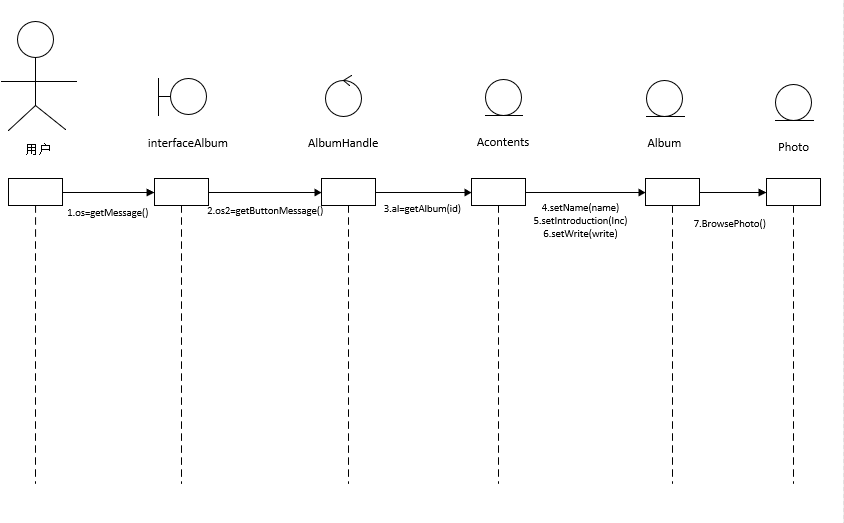 用户
interfaceAlbum
AlbumHandle
Acontents
Album
Photo
1.os=getMessage()
2.os2=getButtonMessage()
3.al=getAlbum(id)
4.setName(name)
5.setIntroduction(Inc)
6.setWrite(write)
7.BrowsePhoto()